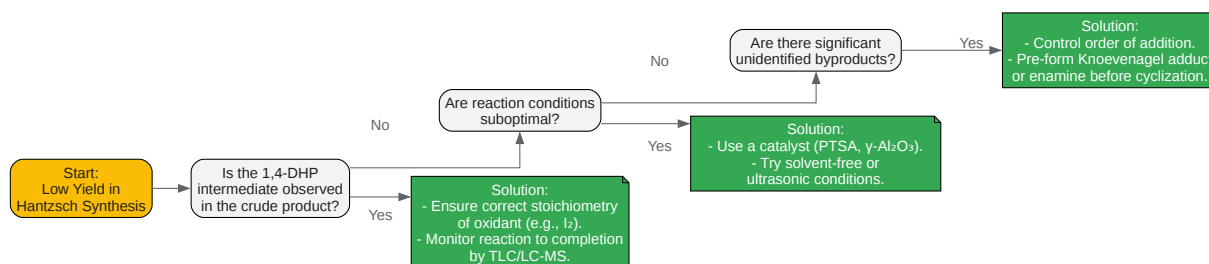 Start:
Low Yield in
Hantzsch Synthesis
Is the 1,4-DHP
intermediate observed
in the crude product?
No
Yes
Solution:
- Ensure correct stoichiometry
of oxidant (e.g., I₂).
- Monitor reaction to completion
by TLC/LC-MS.
Are reaction conditions
suboptimal?
No
Yes
Solution:
- Use a catalyst (PTSA, γ-Al₂O₃).
- Try solvent-free or
ultrasonic conditions.
Are there significant
unidentified byproducts?
Yes
Solution:
- Control order of addition.
- Pre-form Knoevenagel adduc
or enamine before cyclization.